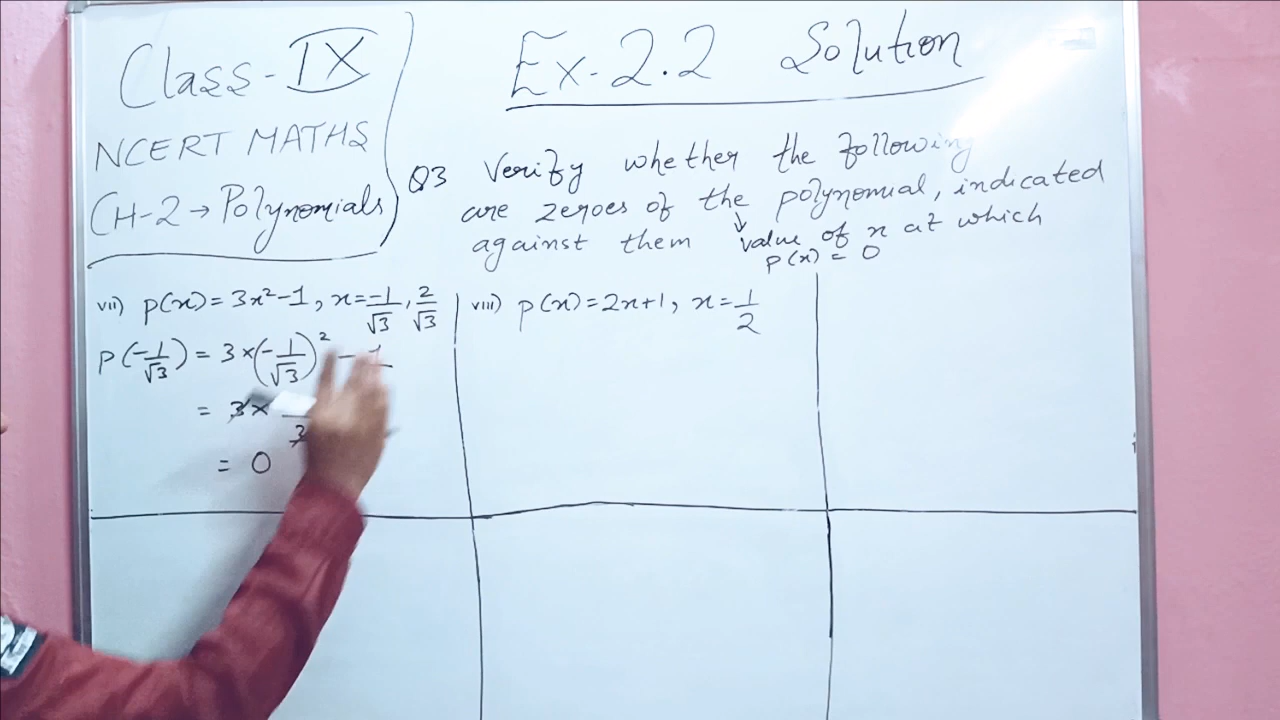 Class-IX
NCERT MATHS
CH-2→Polynomials
Ex-2.2 Solution
Q3 Verify whether the following
are zeroes of the polynomial, indicated
against them
↓
value of x at which
p(x) = 0
vii) p(x)=3x²-1, x=-1/√3, 2/√3
P(-1/√3) = 3×(-1/√3)² - 1
= 3×
3
= 0
viii) p(x)=2x+1, x=1/2